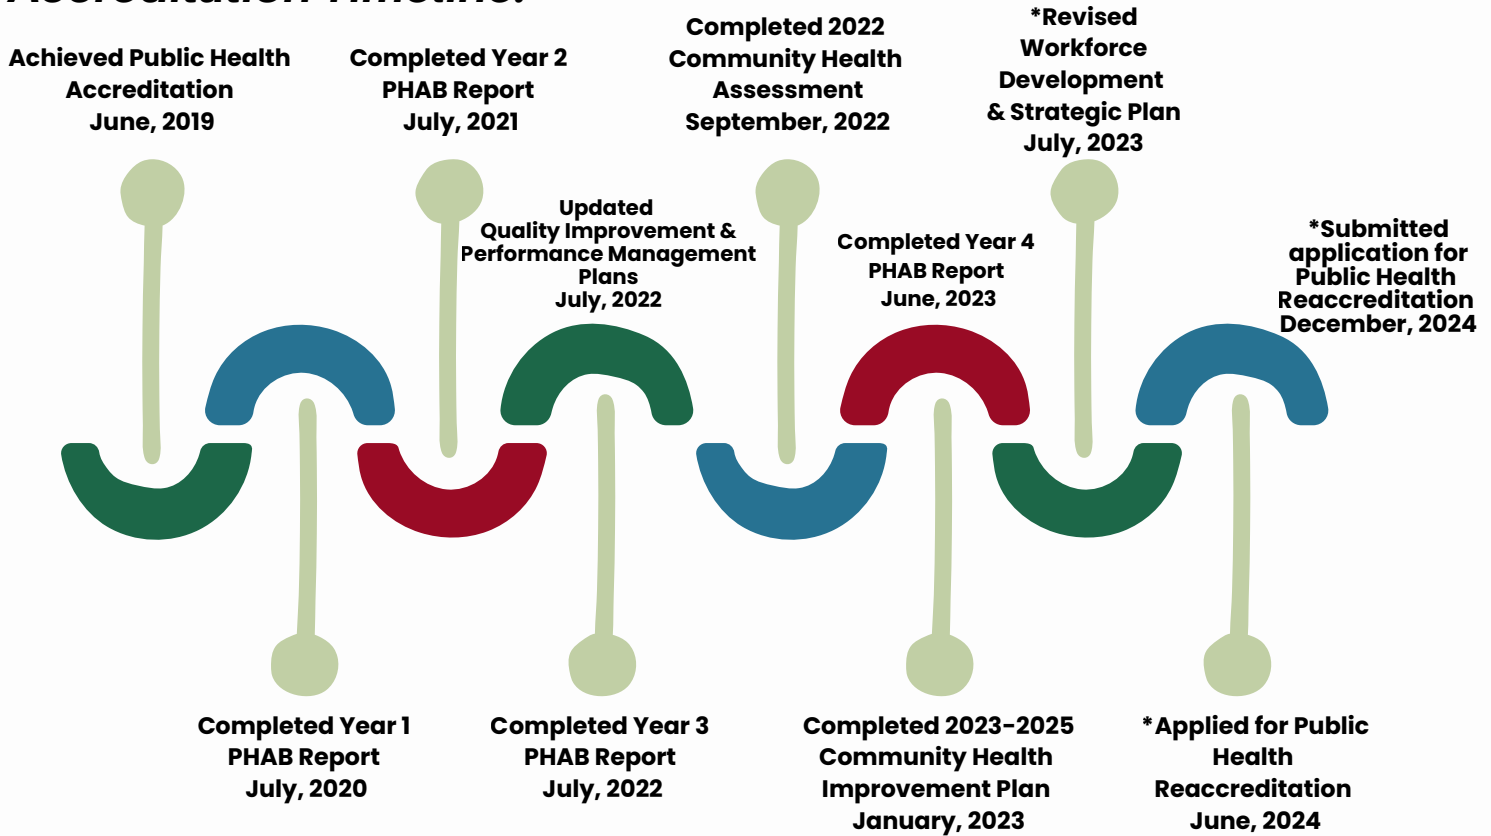 Accreditation Timeline:
Achieved Public Health
Accreditation
June, 2019
Completed Year 2
PHAB Report
July, 2021
Completed 2022
Community Health
Assessment
September, 2022
*Revised
Workforce
Development
& Strategic Plan
July, 2023
Updated
Quality Improvement &
Performance Management
Plans
July, 2022
Completed Year 4
PHAB Report
June, 2023
*Submitted
application for
Public Health
Reaccreditation
December, 2024
Completed Year 1
PHAB Report
July, 2020
Completed Year 3
PHAB Report
July, 2022
Completed 2023-2025
Community Health
Improvement Plan
January, 2023
*Applied for Public
Health
Reaccreditation
June, 2024